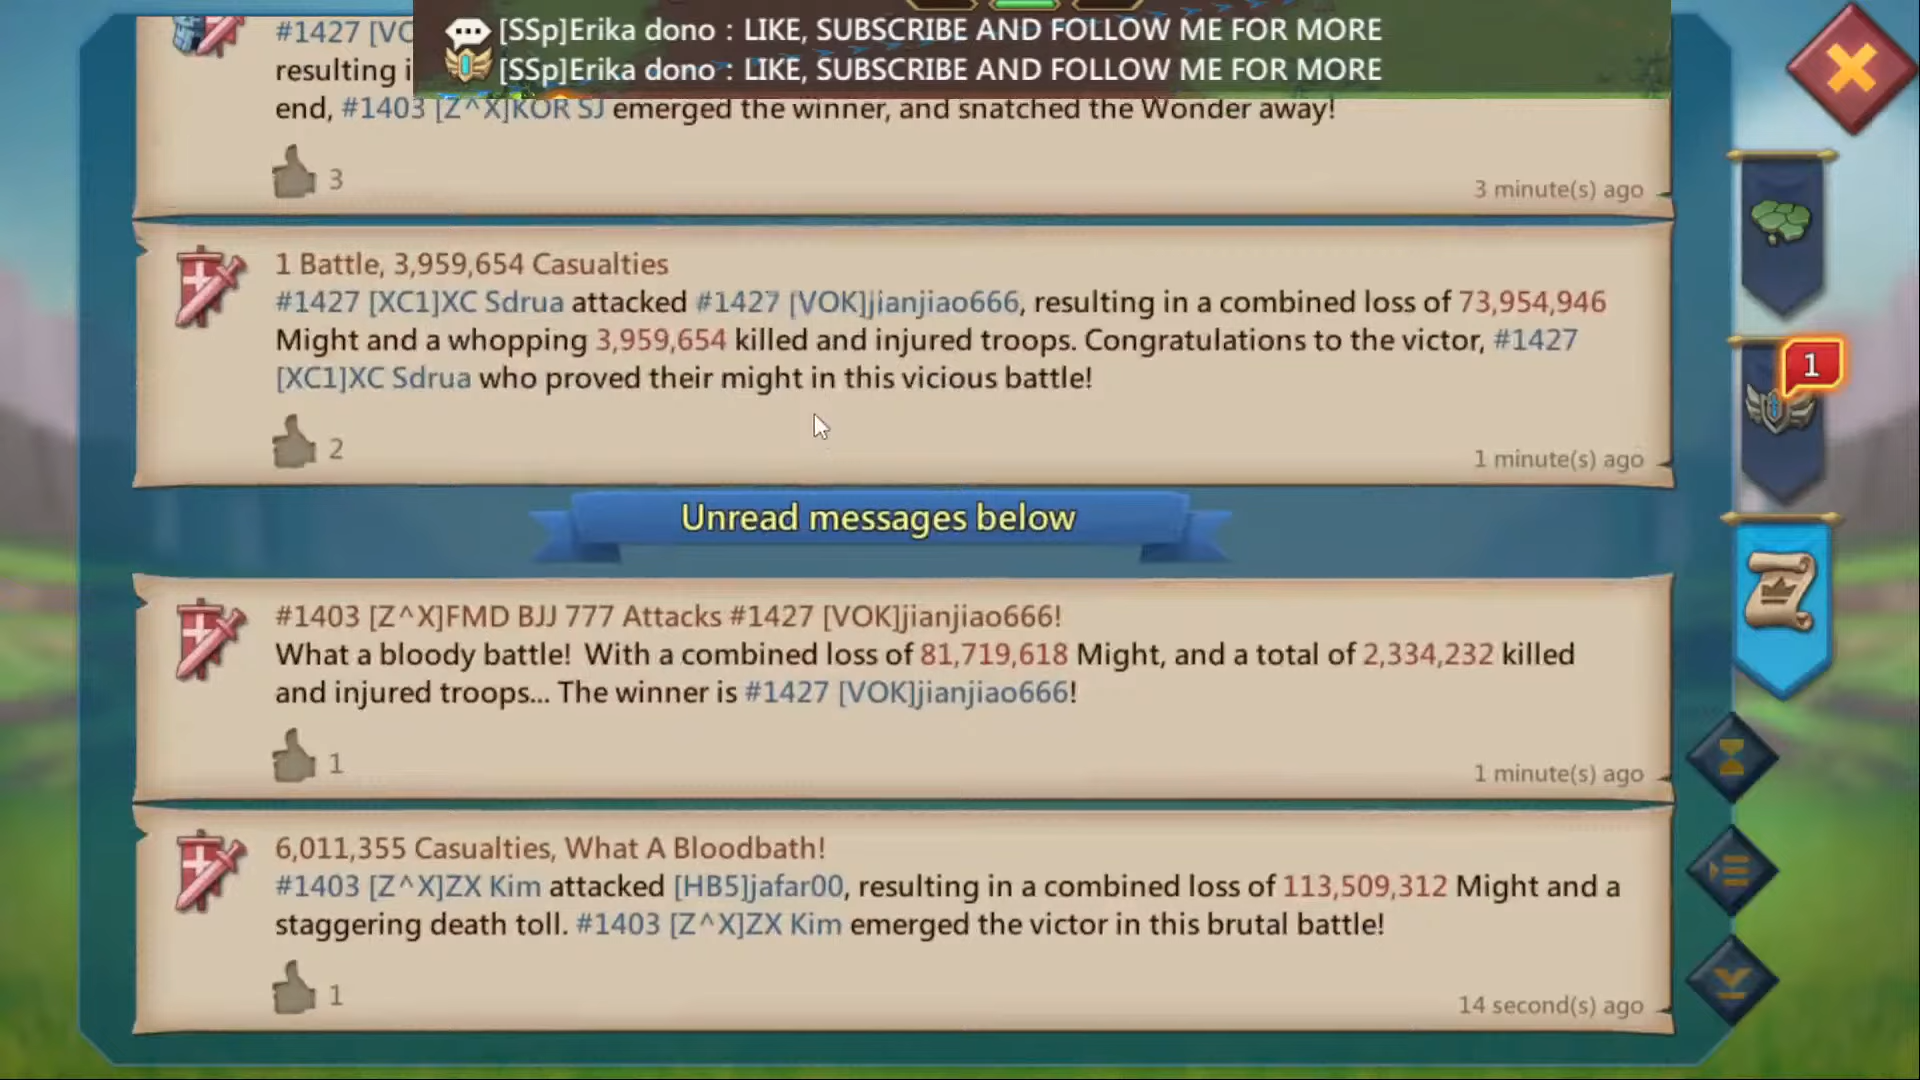 [SSp]Erika dono : LIKE, SUBSCRIBE AND FOLLOW ME FOR MORE
[SSp]Erika dono : LIKE, SUBSCRIBE AND FOLLOW ME FOR MORE
#1427 [VO
resulting i
end, #1403 [Z^X]KOR SJ emerged the winner, and snatched the Wonder away!
3
3 minute(s) ago
1 Battle, 3,959,654 Casualties
#1427 [XC1]XC Sdrua attacked #1427 [VOK]jianjiao666, resulting in a combined loss of 73,954,946
Might and a whopping 3,959,654 killed and injured troops. Congratulations to the victor, #1427
[XC1]XC Sdrua who proved their might in this vicious battle!
2
1 minute(s) ago
1
Unread messages below
#1403 [Z^X]FMD BJJ 777 Attacks #1427 [VOK]jianjiao666!
What a bloody battle! With a combined loss of 81,719,618 Might, and a total of 2,334,232 killed
and injured troops... The winner is #1427 [VOK]jianjiao666!
1
1 minute(s) ago
6,011,355 Casualties, What A Bloodbath!
#1403 [Z^X]ZX Kim attacked [HB5]jafar00, resulting in a combined loss of 113,509,312 Might and a
staggering death toll. #1403 [Z^X]ZX Kim emerged the victor in this brutal battle!
1
14 second(s) ago